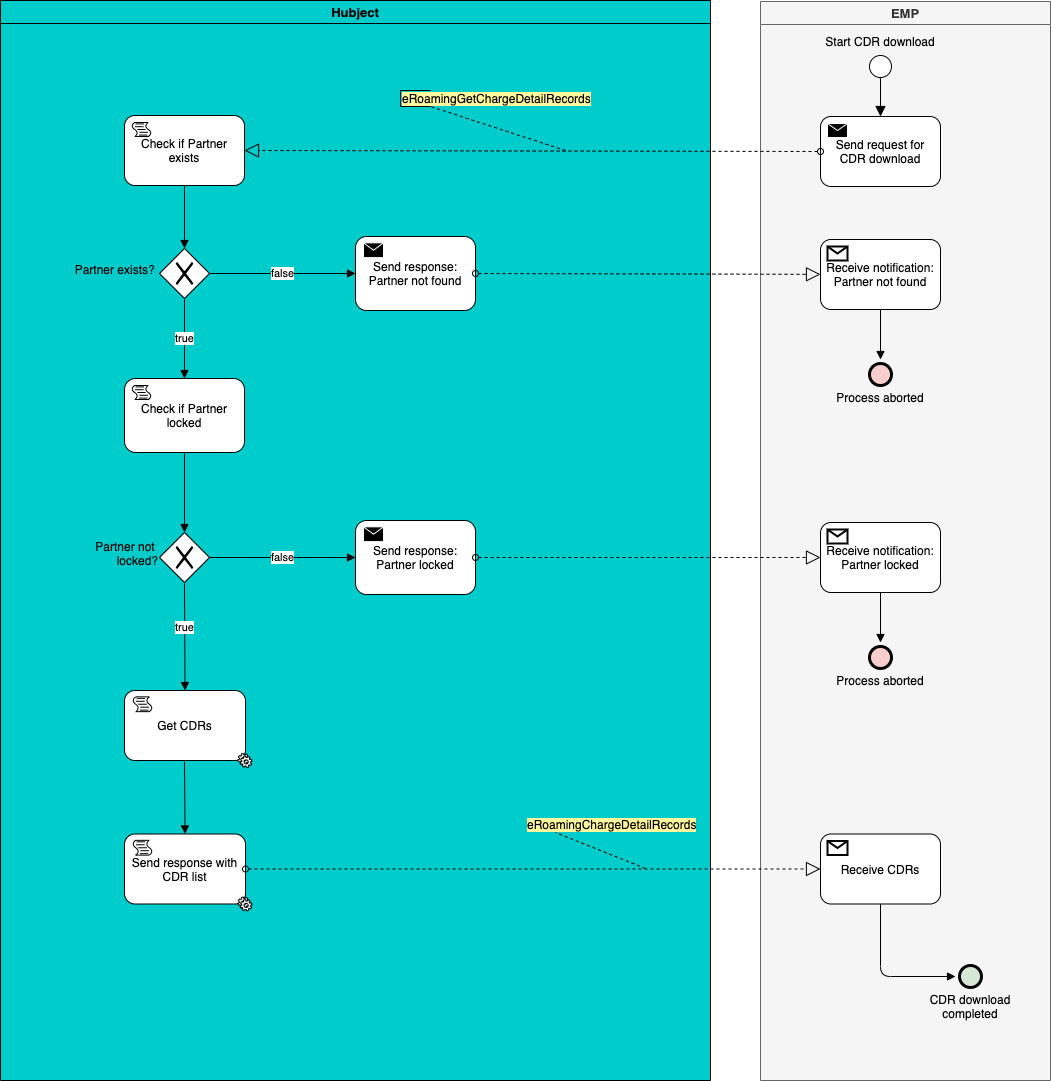 Hubject
EMP
Start CDR download
eRoamingGetChargeDetailRecords
Check if Partner
exists
Send request for
CDR download
Partner exists?
false
Send response:
Partner not found
Receive notification:
Partner not found
true
Process aborted
Check if Partner
locked
Partner not
locked?
false
Send response:
Partner locked
Receive notification:
Partner locked
true
Process aborted
Get CDRs
eRoamingChargeDetailRecords
Send response with
CDR list
Receive CDRs
CDR download
completed